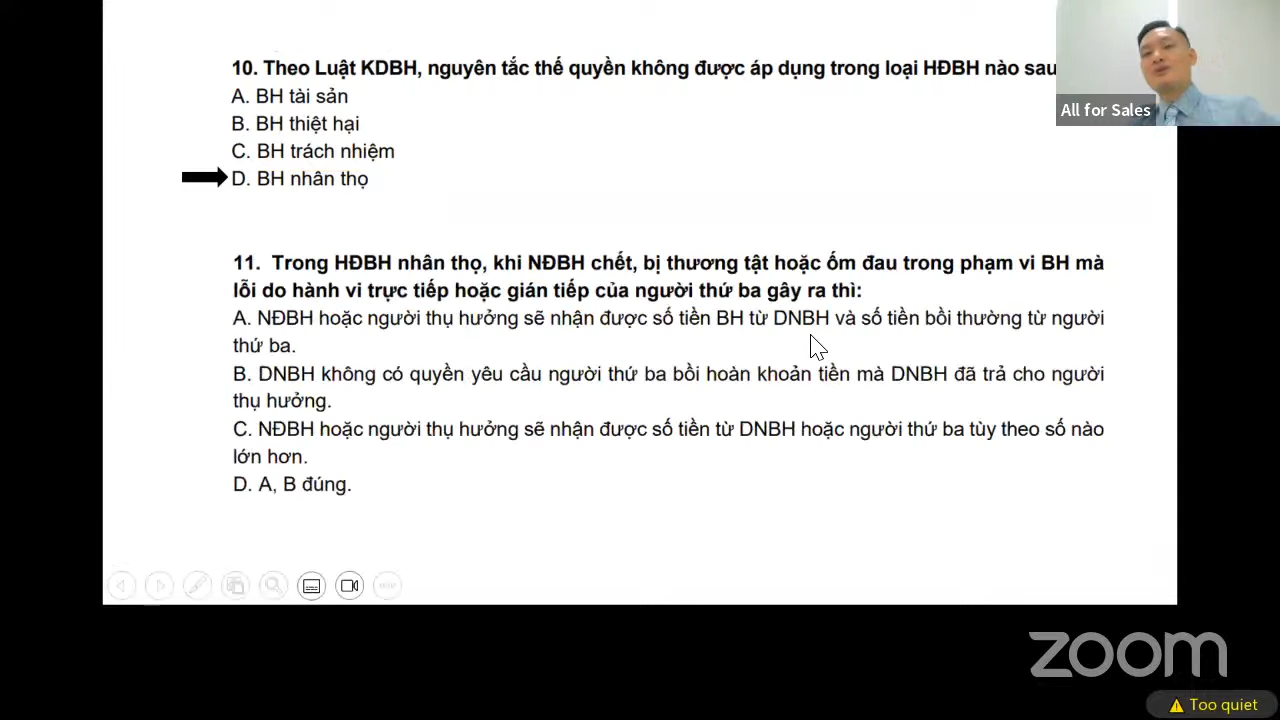 10. Theo Luật KDBH, nguyên tắc thế quyền không được áp dụng trong loại HĐBH nào sau
A. BH tài sản
B. BH thiệt hại
C. BH trách nhiệm
D. BH nhân thọ
All for Sales
11. Trong HĐBH nhân thọ, khi NĐBH chết, bị thương tật hoặc ốm đau trong phạm vi BH mà
lỗi do hành vi trực tiếp hoặc gián tiếp của người thứ ba gây ra thì:
A. NĐBH hoặc người thụ hưởng sẽ nhận được số tiền BH từ DNBH và số tiền bồi thường từ người
thứ ba.
B. DNBH không có quyền yêu cầu người thứ ba bồi hoàn khoản tiền mà DNBH đã trả cho người
thụ hưởng.
C. NĐBH hoặc người thụ hưởng sẽ nhận được số tiền từ DNBH hoặc người thứ ba tùy theo số nào
lớn hơn.
D. A, B đúng.
zoom
Too quiet